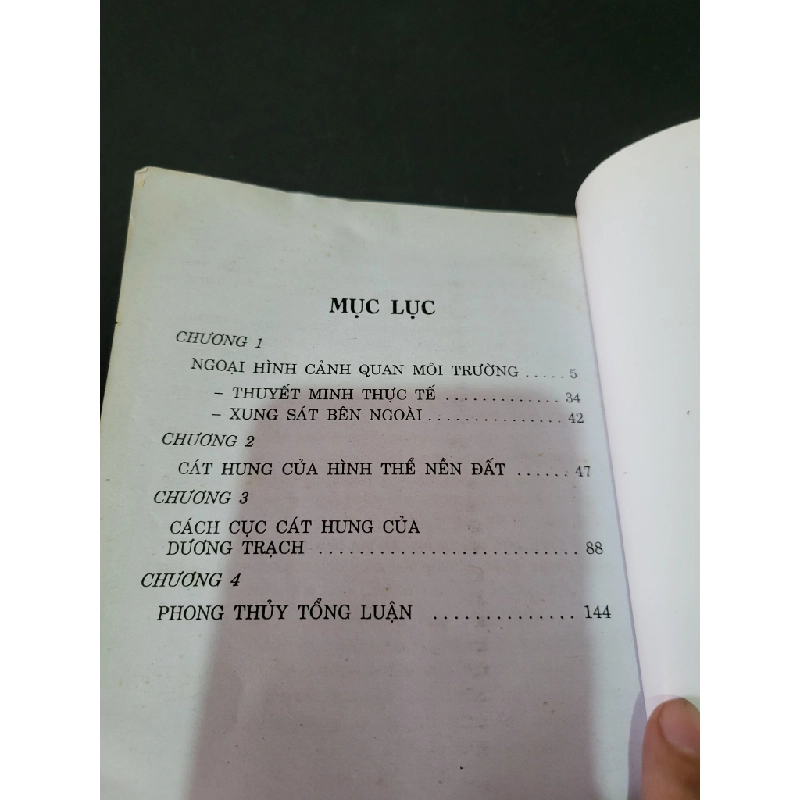 MỤC LỤC
CHƯƠNG 1
NGOẠI HÌNH CẢNH QUAN MÔI TRƯỜNG ..... 5
– THUYẾT MINH THỰC TẾ ............. 34
– XUNG SÁT BÊN NGOÀI ............... 42
CHƯƠNG 2
CÁT HUNG CỦA HÌNH THỂ NỀN ĐẤT ...... 47
CHƯƠNG 3
CÁCH CỤC CÁT HUNG CỦA
DƯƠNG TRẠCH ........................... 88
CHƯƠNG 4
PHONG THỦY TỔNG LUẬN .............. 144